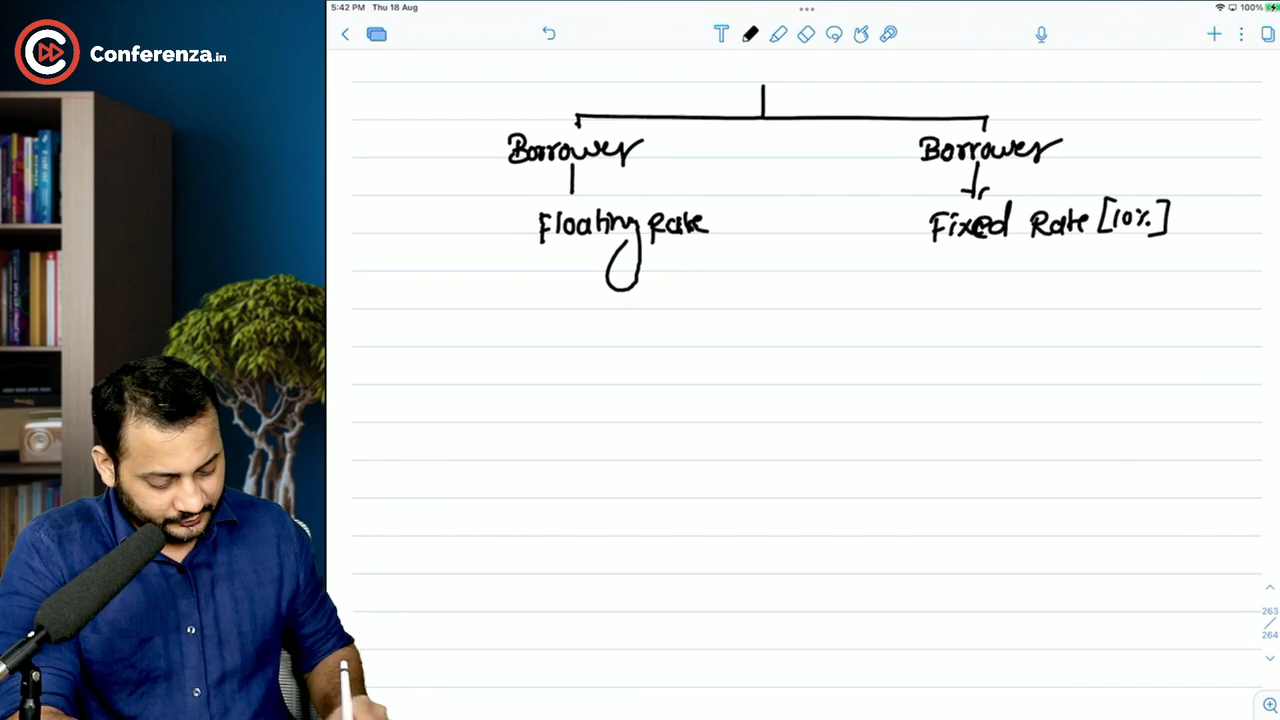 5:42 PM Thu 18 Aug
100%
Conferenza.in
T
Borrower
Borrower
Floating Rate
Fixed Rate [10%]
263
264